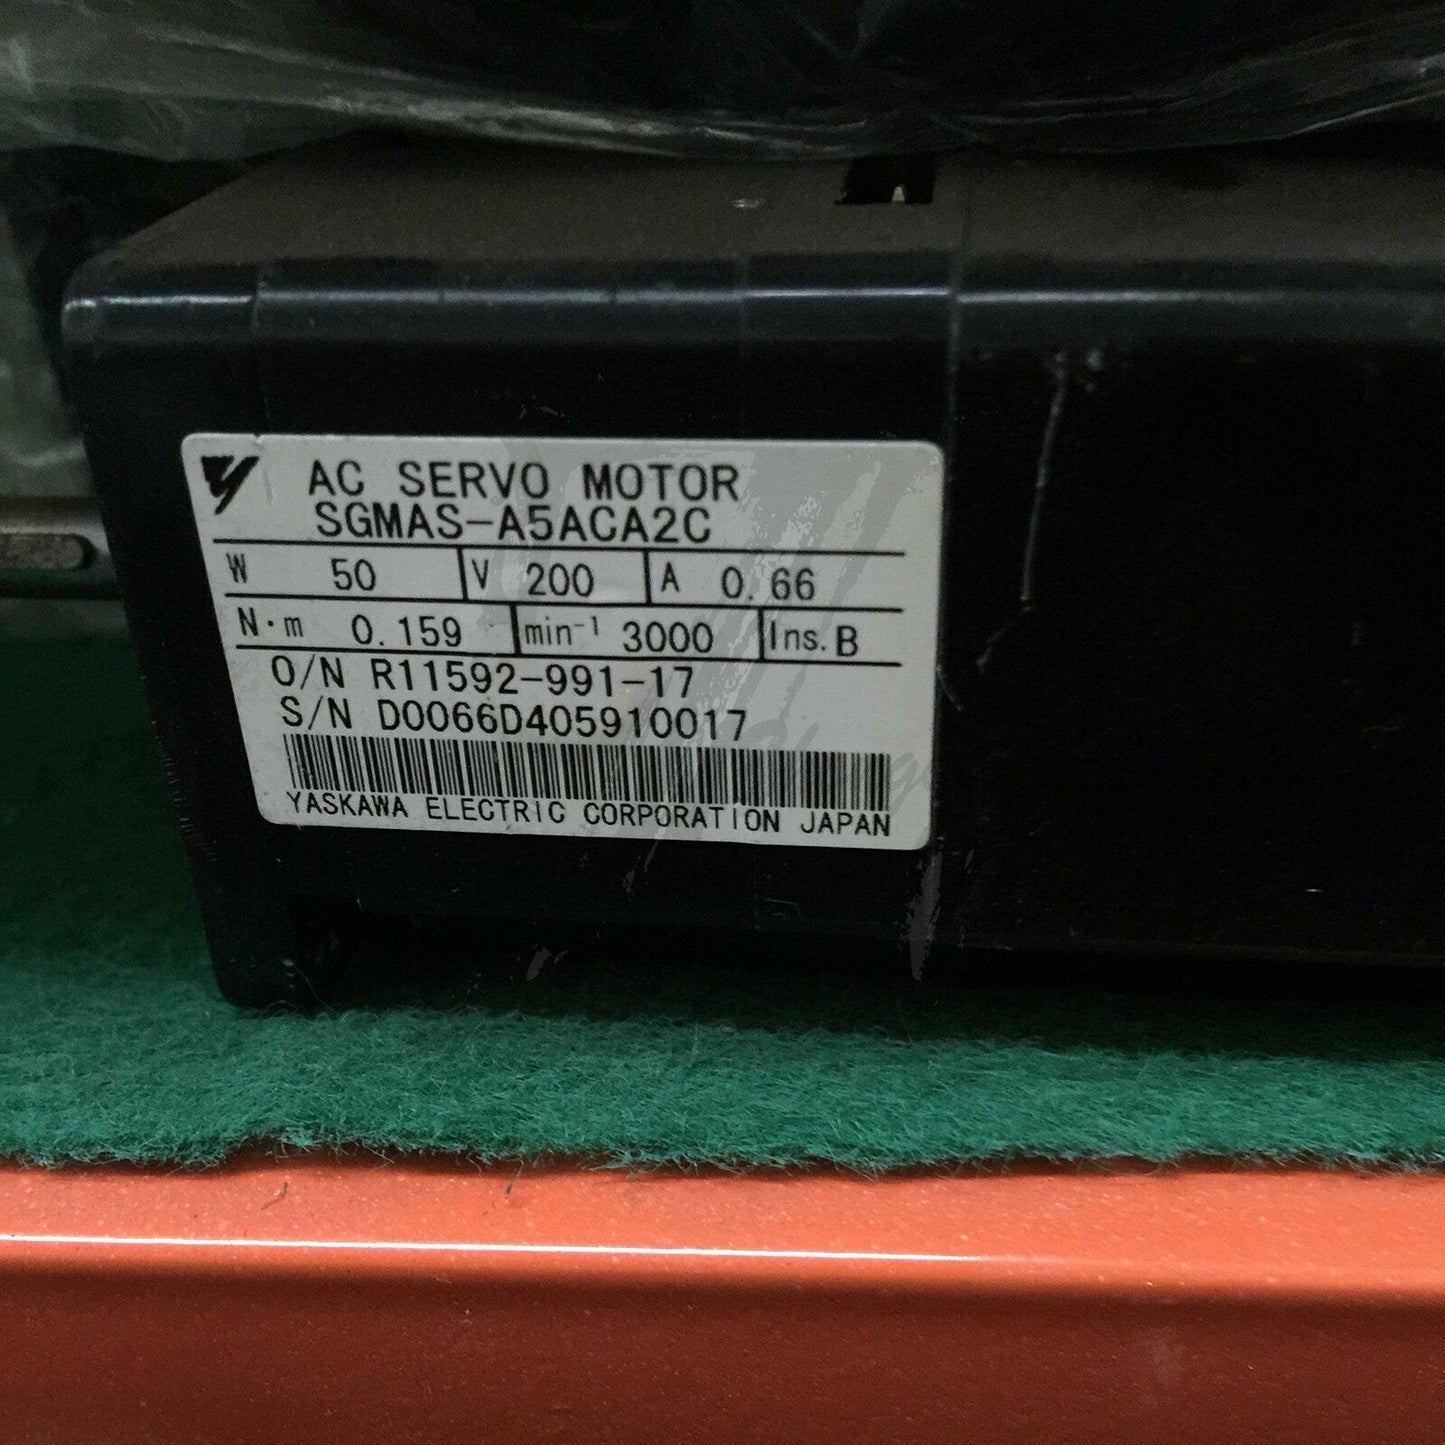 AC SERVO MOTOR
SGMAS-A5ACA2C
W 50 V 200 A 0.66
N·m 0.159 min⁻¹ 3000 Ins. B
O/N R11592-991-17
S/N D0066D405910017
YASKAWA ELECTRIC CORPORATION JAPAN